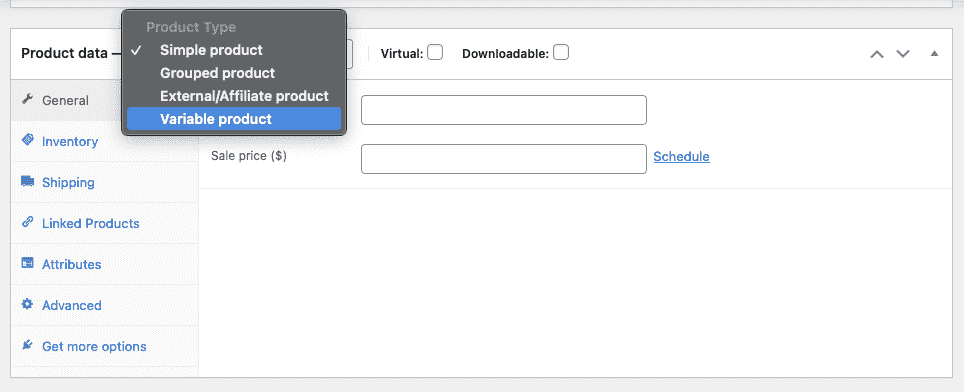 Product Type
Product data —
✓ Simple product
Virtual:
Downloadable:
Grouped product
External/Affiliate product
Variable product
General
Inventory
Sale price ($)
Schedule
Shipping
Linked Products
Attributes
Advanced
Get more options